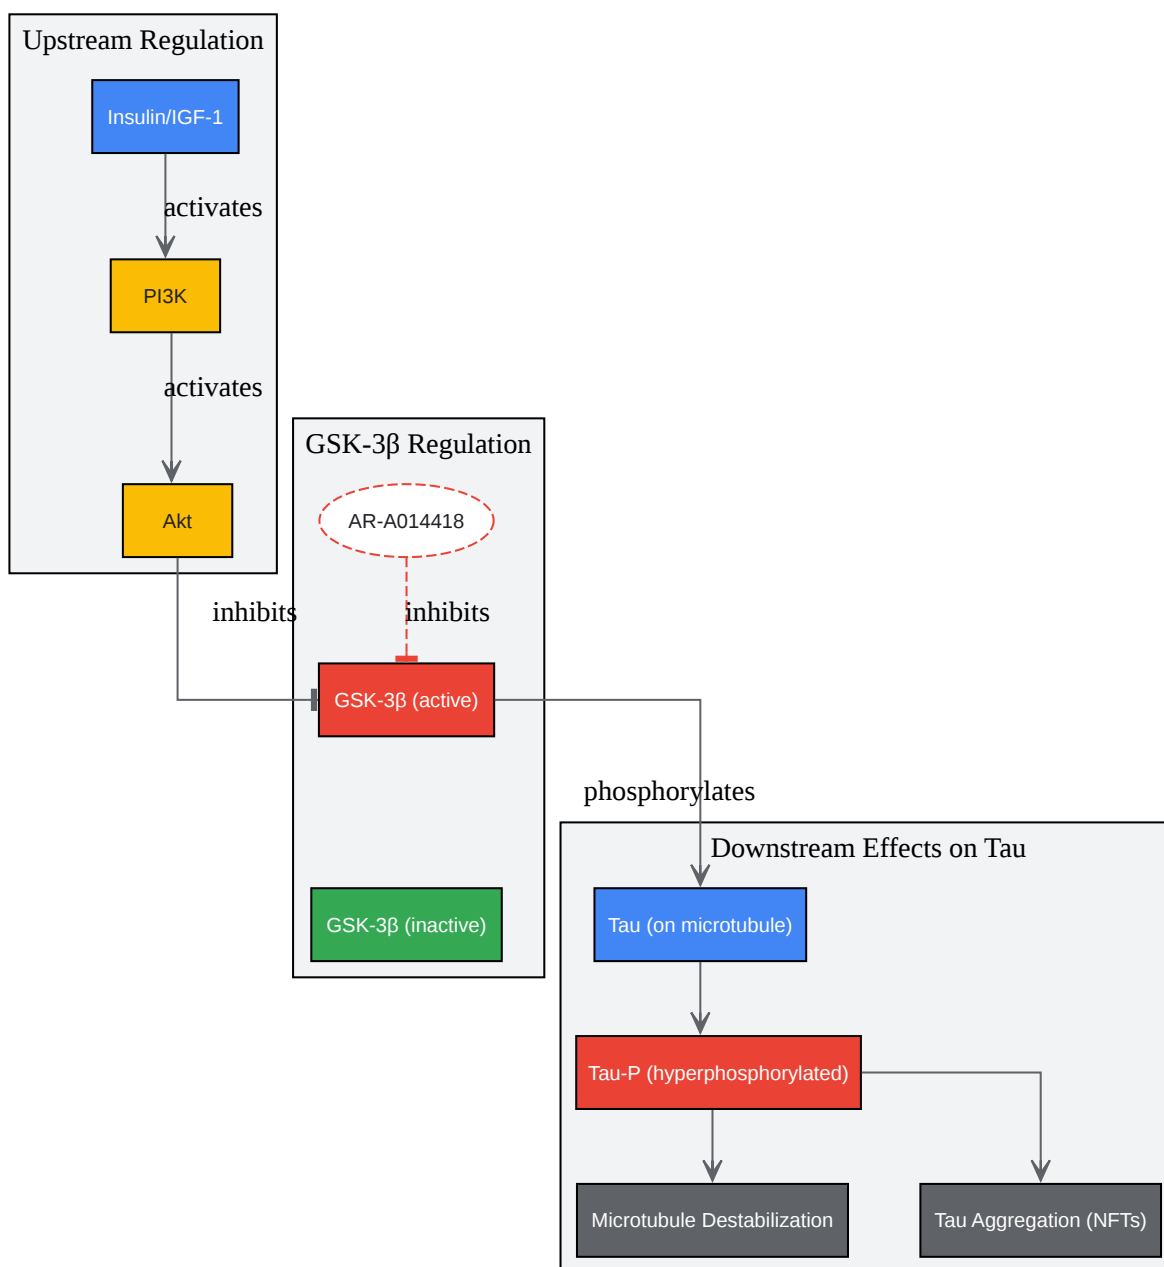 Upstream Regulation
Insulin/IGF-1
activates
PI3K
activates
Akt
inhibits
GSK-3β Regulation
AR-A014418
inhibits
GSK-3β (active)
phosphorylates
GSK-3β (inactive)
Downstream Effects on Tau
Tau (on microtubule)
Tau-P (hyperphosphorylated)
Microtubule Destabilization
Tau Aggregation (NFTs)